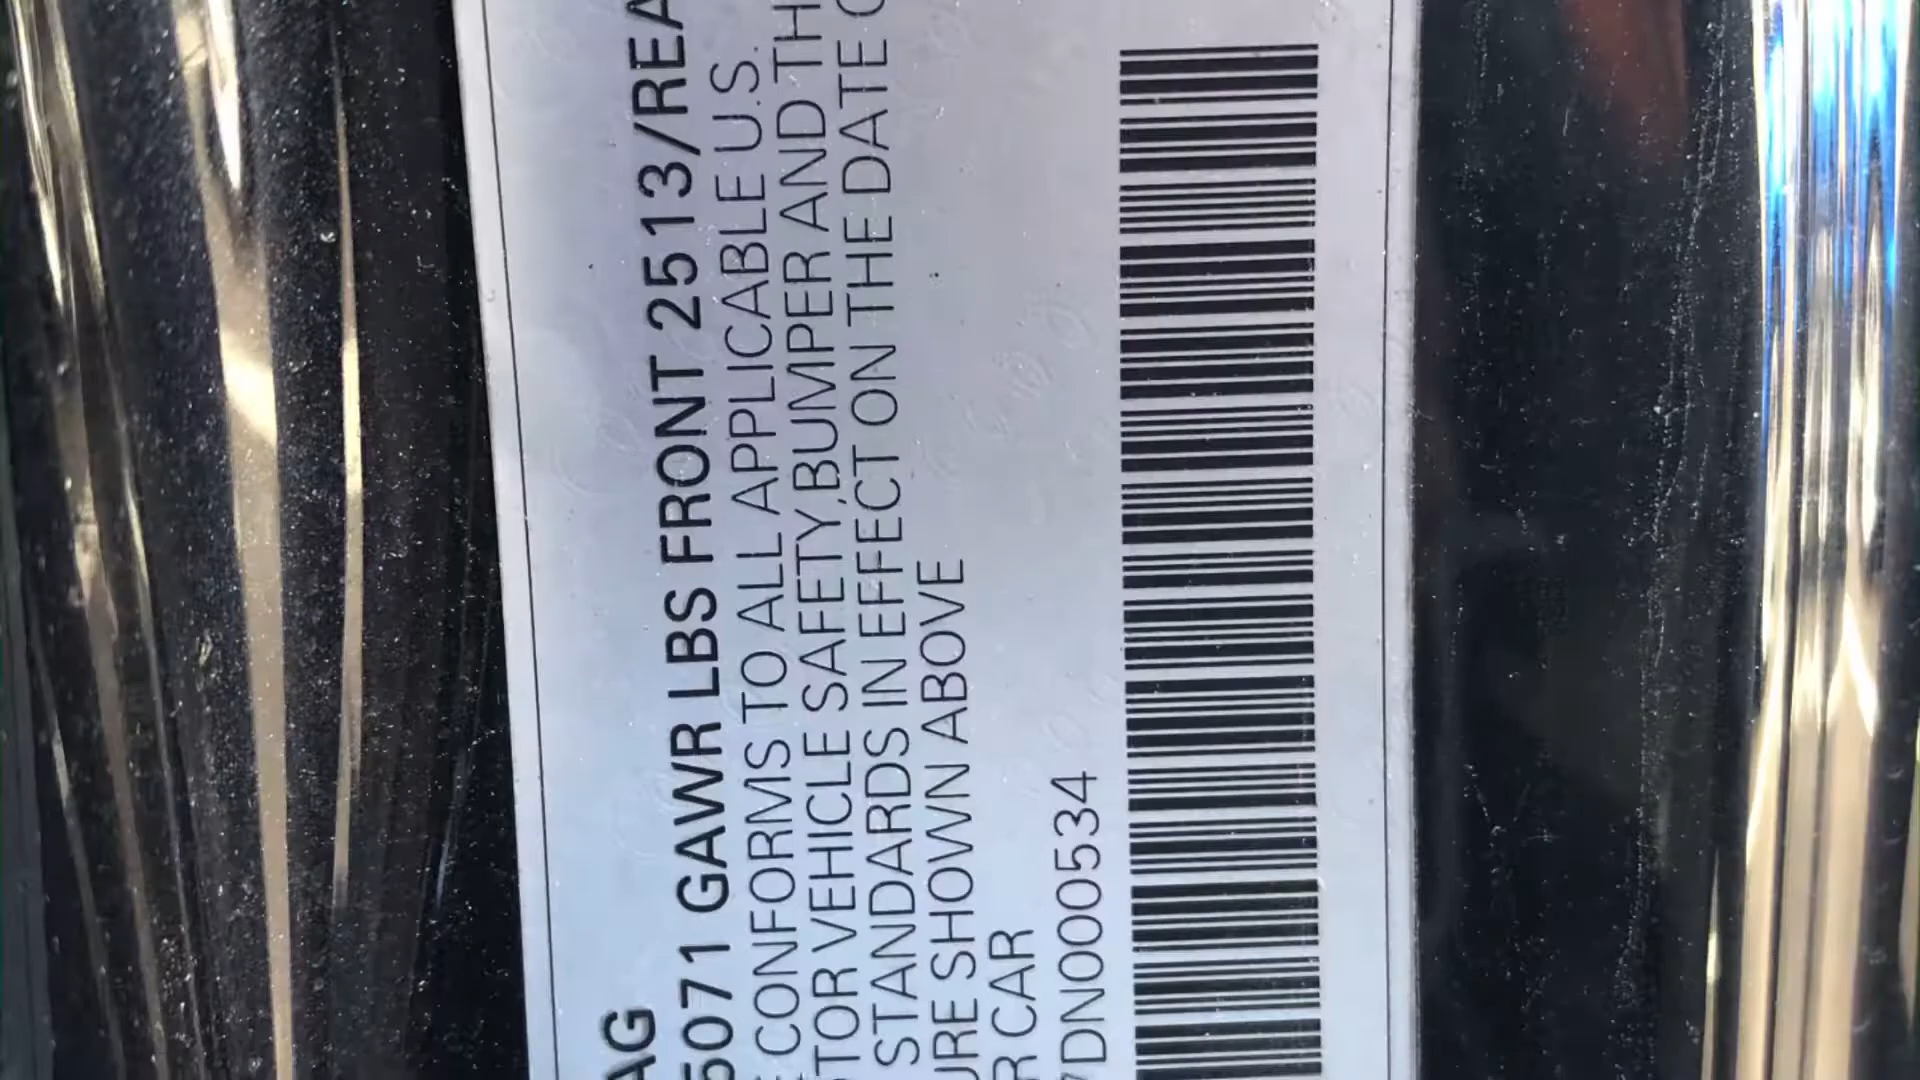 AG
5071 GAWR LBS FRONT 2513/REA
CONFORMS TO ALL APPLICABLE U.S.
TOR VEHICLE SAFETY,BUMPER AND TH
STANDARDS IN EFFECT ON THE DATE O
URE SHOWN ABOVE
R CAR
7DN000534